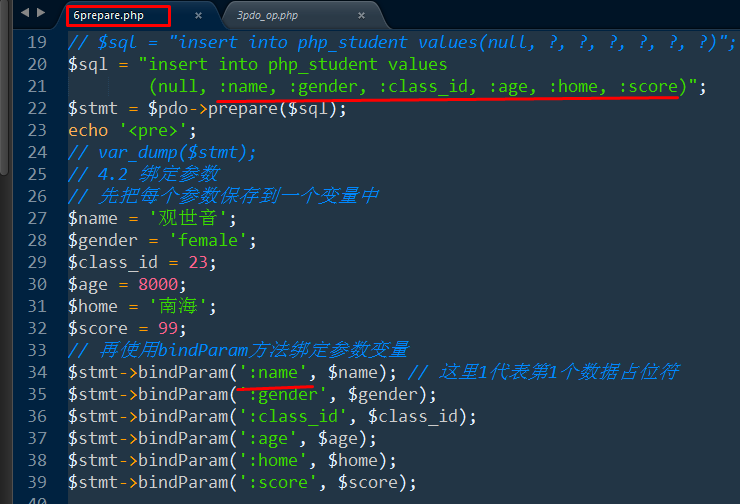 6prepare.php × 3pdo_op.php ×
19 // $sql = "insert into php_student values(null, ?, ?, ?, ?, ?, ?)";
20 $sql = "insert into php_student values
21 (null, :name, :gender, :class_id, :age, :home, :score)";
22 $stmt = $pdo->prepare($sql);
23 echo '<pre>';
24 // var_dump($stmt);
25 // 4.2 绑定参数
26 // 先把每个参数保存到一个变量中
27 $name = '观世音';
28 $gender = 'female';
29 $class_id = 23;
30 $age = 8000;
31 $home = '南海';
32 $score = 99;
33 // 再使用bindParam方法绑定参数变量
34 $stmt->bindParam(':name', $name); // 这里1代表第1个数据占位符
35 $stmt->bindParam(':gender', $gender);
36 $stmt->bindParam(':class_id', $class_id);
37 $stmt->bindParam(':age', $age);
38 $stmt->bindParam(':home', $home);
39 $stmt->bindParam(':score', $score);
40